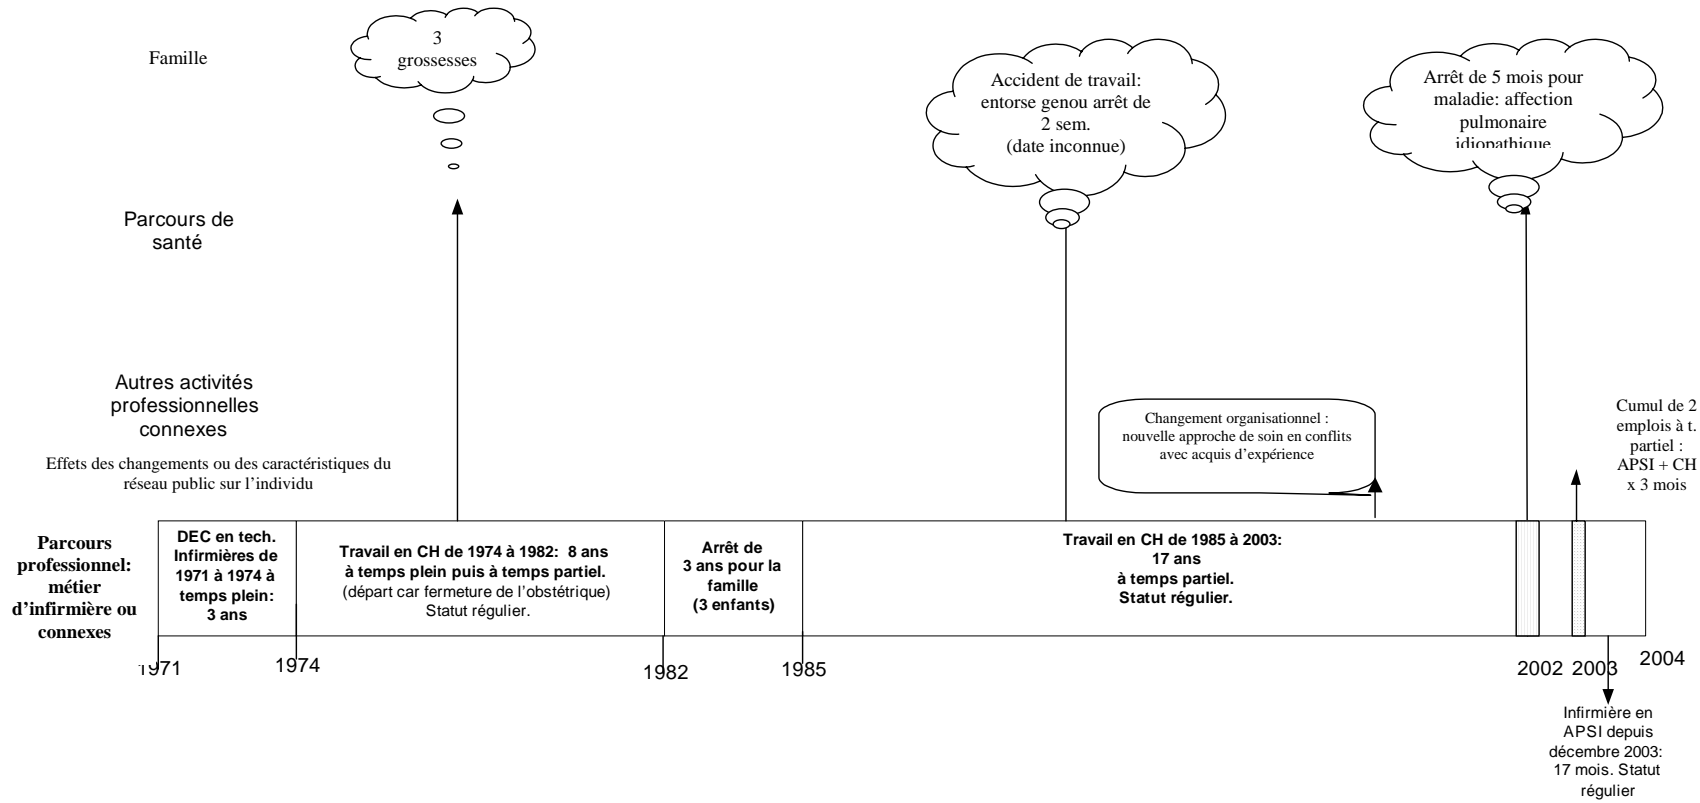 Famille
3
grossesses
Accident de travail:
entorse genou arrêt de
2 sem.
(date inconnue)
Arrêt de 5 mois pour
maladie: affection
pulmonaire
idiopathique
Parcours de
santé
Autres activités
professionnelles
connexes
Effets des changements ou des caractéristiques du
réseau public sur l’individu
Changement organisationnel :
nouvelle approche de soin en conflits
avec acquis d’expérience
Cumul de 2
emplois à t.
partiel :
APSI + CH
x 3 mois
Parcours
professionnel:
métier
d’infirmière ou
connexes
DEC en tech.
Infirmières de
1971 à 1974 à
temps plein:
3 ans
Travail en CH de 1974 à 1982: 8 ans
à temps plein puis à temps partiel.
(départ car fermeture de l’obstétrique)
Statut régulier.
Arrêt de
3 ans pour la
famille
(3 enfants)
Travail en CH de 1985 à 2003:
17 ans
à temps partiel.
Statut régulier.
1971
1974
1982
1985
2002
2003
2004
Infirmière en
APSI depuis
décembre 2003:
17 mois. Statut
régulier